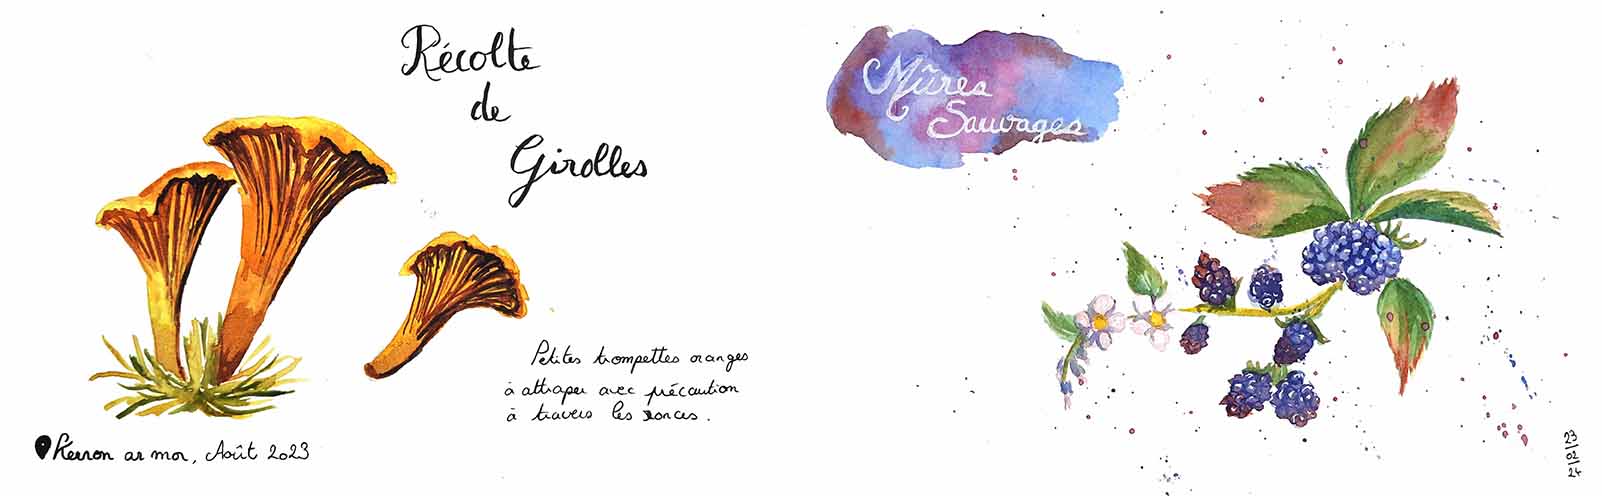 Récolte
de
Girolles
Petites trompettes oranges
à attraper avec précaution
à travers les ronces.
Kerron ar mor, Août 2023
Mûres
Sauvages
23/02/24